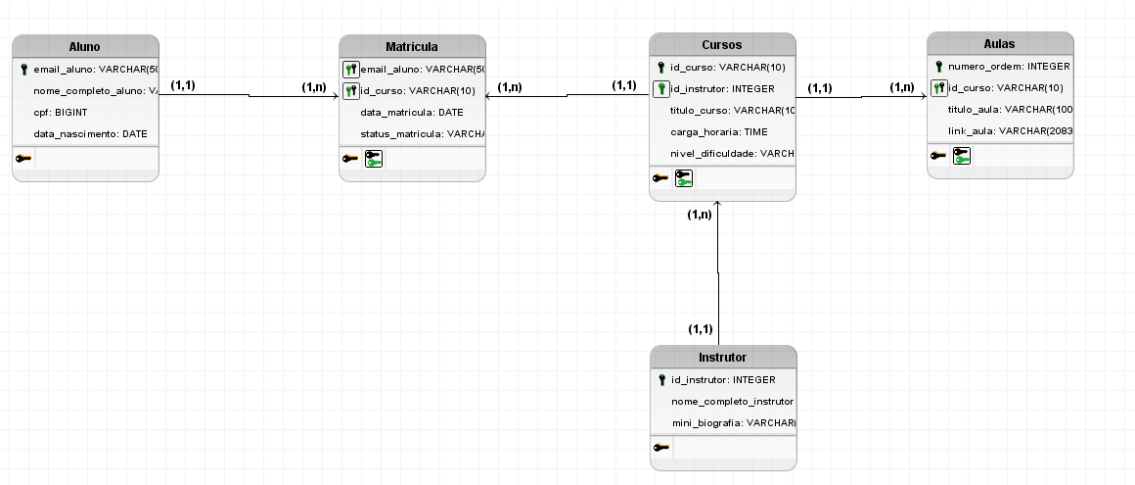 Aluno
email_aluno: VARCHAR(50
nome_completo_aluno: VA
cpf: BIGINT
data_nascimento: DATE
(1,1)
(1,n)
Matricula
email_aluno: VARCHAR(50
id_curso: VARCHAR(10)
data_matricula: DATE
status_matricula: VARCHA
(1,n)
(1,1)
Cursos
id_curso: VARCHAR(10)
id_instrutor: INTEGER
titulo_curso: VARCHAR(10
carga_horaria: TIME
nivel_dificuldade: VARCH
(1,1)
(1,n)
Aulas
numero_ordem: INTEGER
id_curso: VARCHAR(10)
titulo_aula: VARCHAR(100
link_aula: VARCHAR(2083
(1,n)
(1,1)
Instrutor
id_instrutor: INTEGER
nome_completo_instrutor
mini_biografia: VARCHAR(